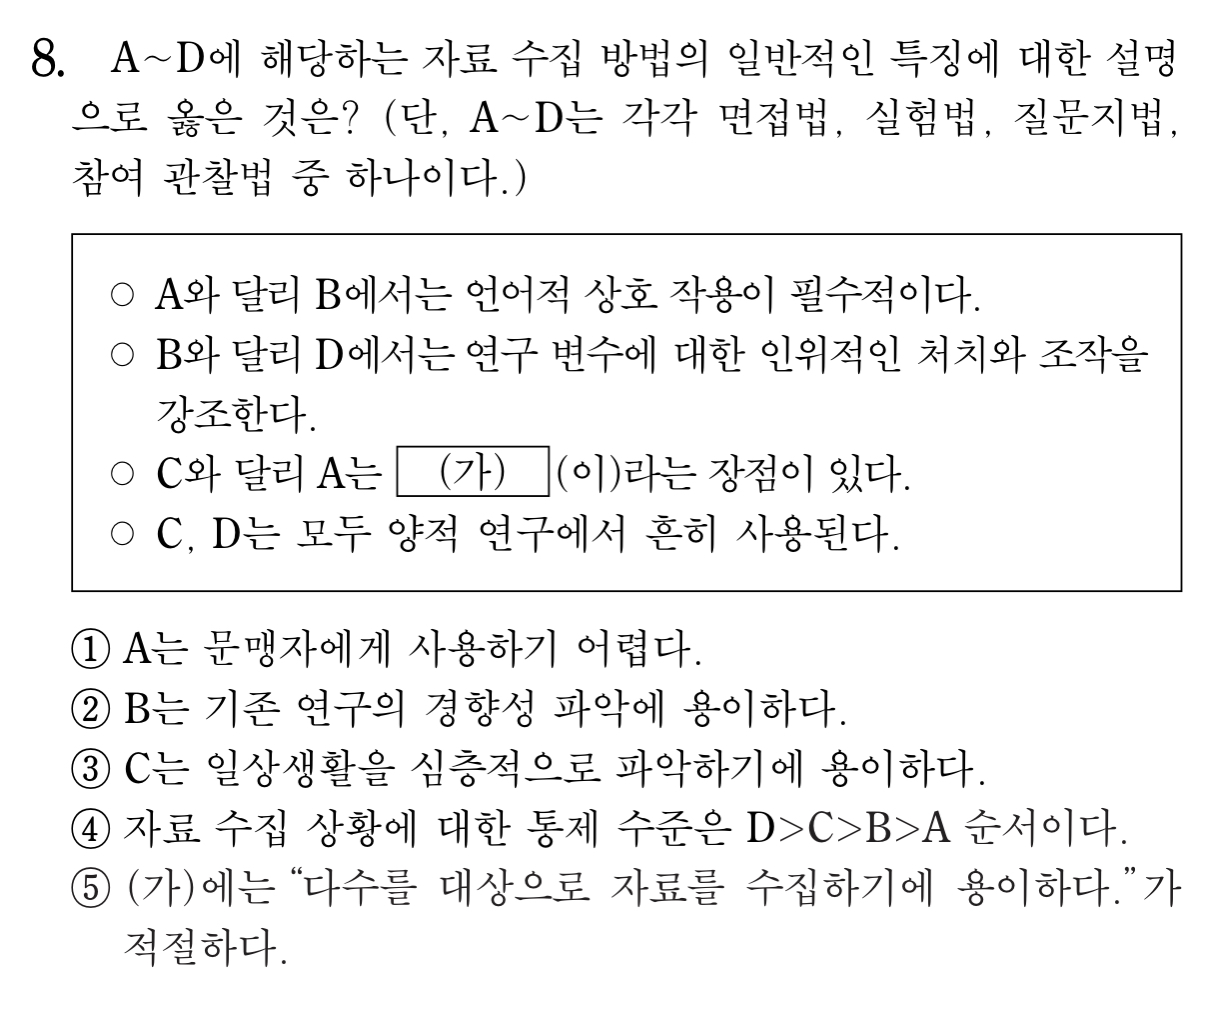 8. A~D에 해당하는 자료 수집 방법의 일반적인 특징에 대한 설명
으로 옳은 것은? (단, A~D는 각각 면접법, 실험법, 질문지법,
참여 관찰법 중 하나이다.)
○ A와 달리 B에서는 언어적 상호 작용이 필수적이다.
○ B와 달리 D에서는 연구 변수에 대한 인위적인 처치와 조작을
강조한다.
○ C와 달리 A는 (가) (이)라는 장점이 있다.
○ C, D는 모두 양적 연구에서 흔히 사용된다.
① A는 문맹자에게 사용하기 어렵다.
② B는 기존 연구의 경향성 파악에 용이하다.
③ C는 일상생활을 심층적으로 파악하기에 용이하다.
④ 자료 수집 상황에 대한 통제 수준은 D>C>B>A 순서이다.
⑤ (가)에는 “다수를 대상으로 자료를 수집하기에 용이하다.”가
적절하다.